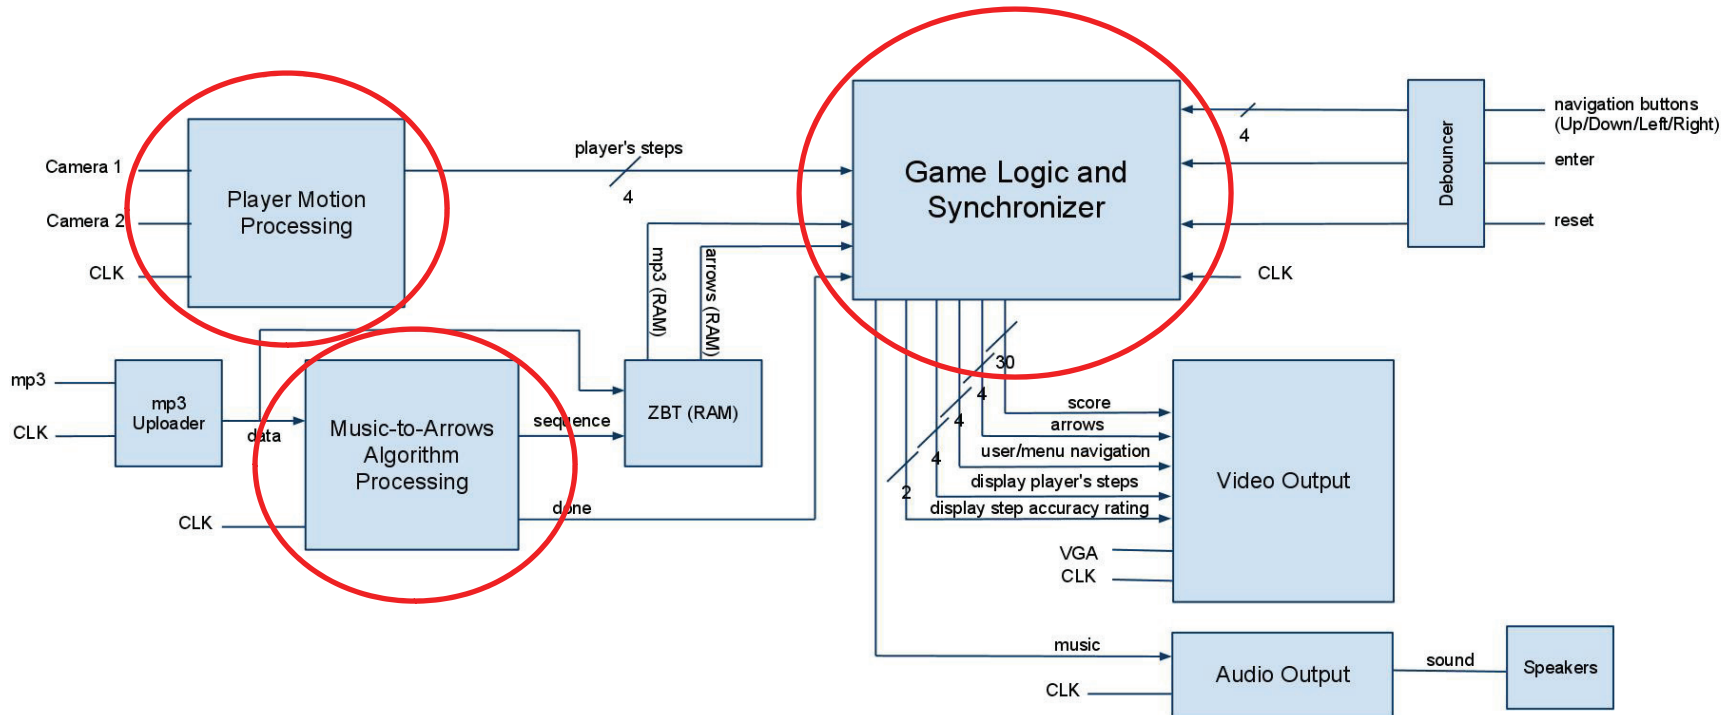 Camera 1
Camera 2
CLK
Player Motion
Processing
player's steps
4
mp3
CLK
mp3
Uploader
data
CLK
Music-to-Arrows
Algorithm
Processing
sequence
done
mp3 (RAM)
arrows (RAM)
ZBT (RAM)
Game Logic and
Synchronizer
4
Debouncer
navigation buttons
(Up/Down/Left/Right)
enter
reset
CLK
30
4
4
4
2
score
arrows
user/menu navigation
display player's steps
display step accuracy rating
VGA
CLK
Video Output
music
CLK
Audio Output
sound
Speakers